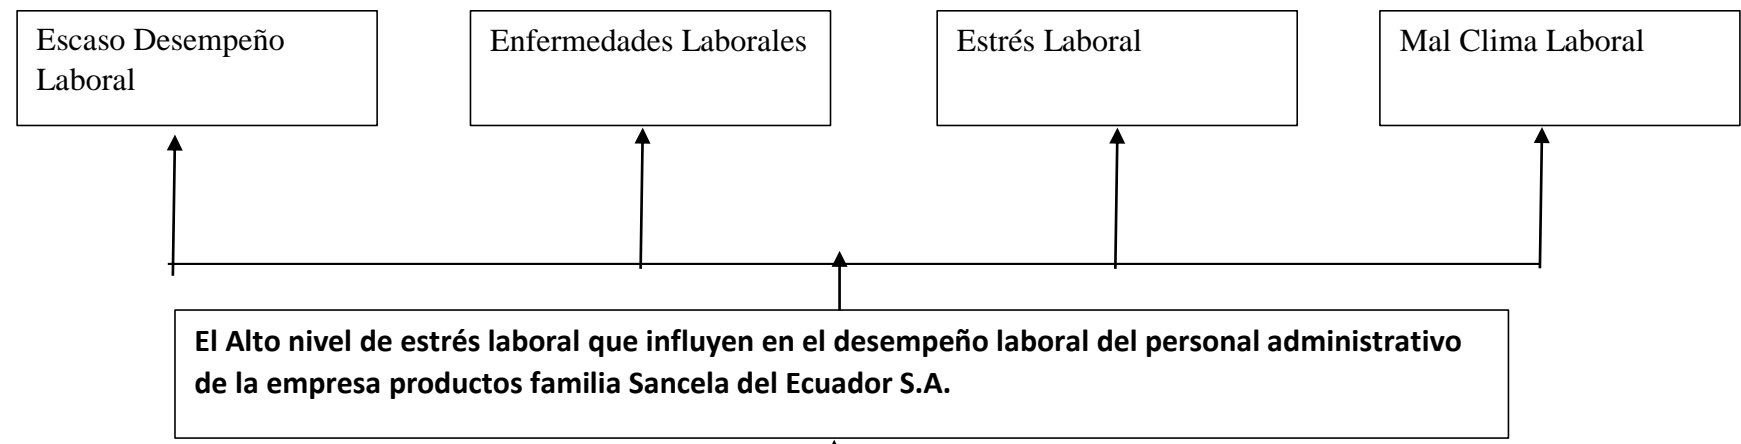 Escaso Desempeño
Laboral
Enfermedades Laborales
Estrés Laboral
Mal Clima Laboral
El Alto nivel de estrés laboral que influyen en el desempeño laboral del personal administrativo
de la empresa productos familia Sancela del Ecuador S.A.